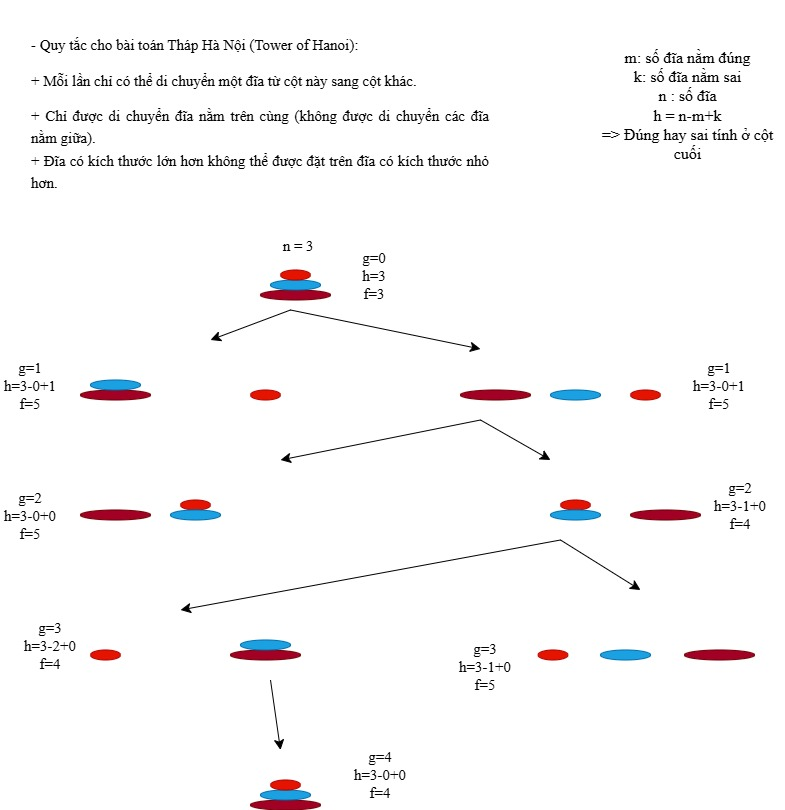 - Quy tắc cho bài toán Tháp Hà Nội (Tower of Hanoi):
+ Mỗi lần chỉ có thể di chuyển một đĩa từ cột này sang cột khác.
+ Chỉ được di chuyển đĩa nằm trên cùng (không được di chuyển các đĩa
nằm giữa).
+ Đĩa có kích thước lớn hơn không thể được đặt trên đĩa có kích thước nhỏ
hơn.
m: số đĩa nằm đúng
k: số đĩa nằm sai
n : số đĩa
h = n-m+k
=> Đúng hay sai tính ở cột
cuối
n = 3
g=0
h=3
f=3
g=1
h=3-0+1
f=5
g=1
h=3-0+1
f=5
g=2
h=3-0+0
f=5
g=2
h=3-1+0
f=4
g=3
h=3-2+0
f=4
g=3
h=3-1+0
f=5
g=4
h=3-0+0
f=4